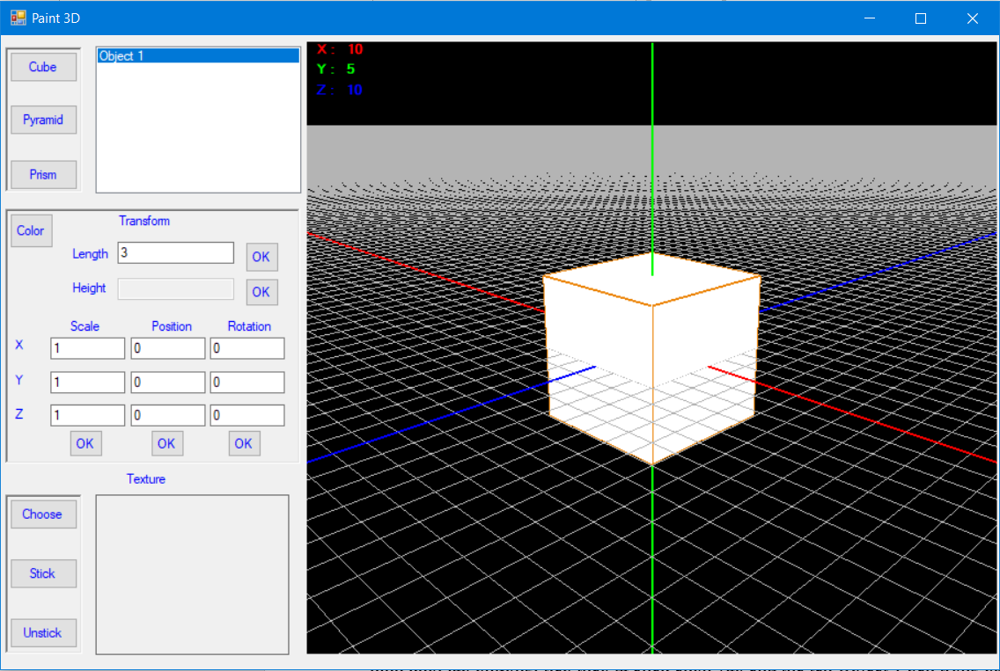 Paint 3D
Cube
Pyramid
Prism
Object 1
X : 10
Y : 5
Z : 10
Color
Transform
Length 3 OK
Height OK
Scale Position Rotation
X 1 0 0
Y 1 0 0
Z 1 0 0
OK OK OK
Texture
Choose
Stick
Unstick